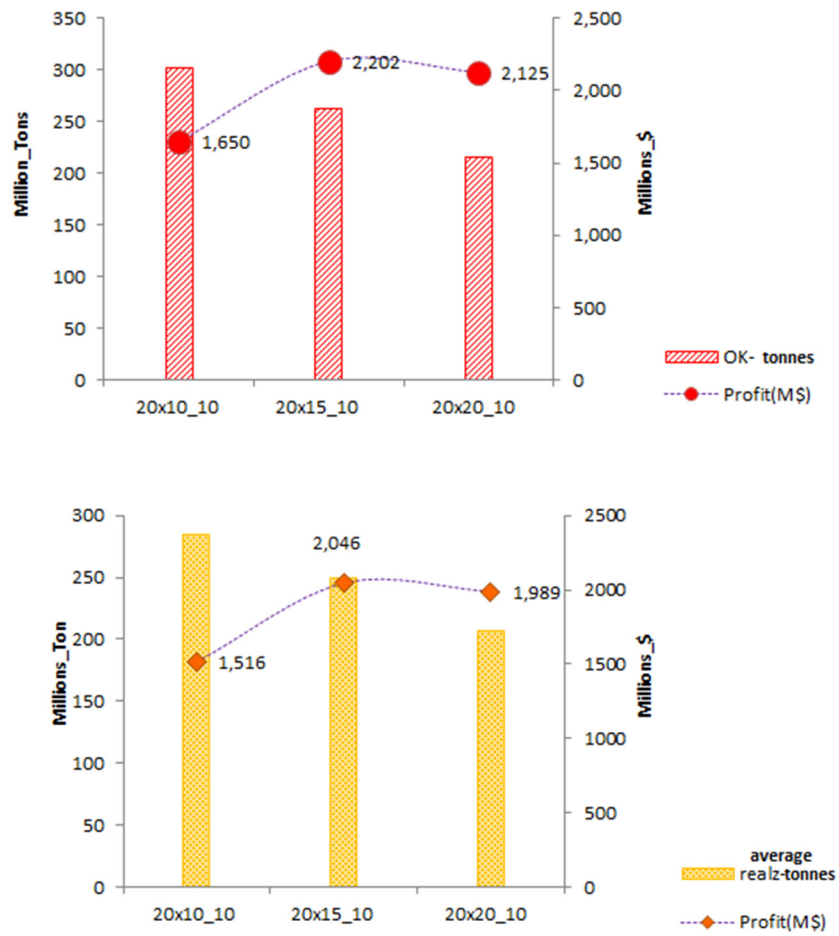 350
300
250
200
150
100
50
0
Million_Tons
2,500
2,000
1,500
1,000
500
0
Millions_$
1,650
2,202
2,125
20x10_10
20x15_10
20x20_10
OK- tonnes
Profit(M$)
300
250
200
150
100
50
0
Millions_Ton
2500
2000
1500
1000
500
0
Millions_$
1,516
2,046
1,989
20x10_10
20x15_10
20x20_10
average
realz-tonnes
Profit(M$)